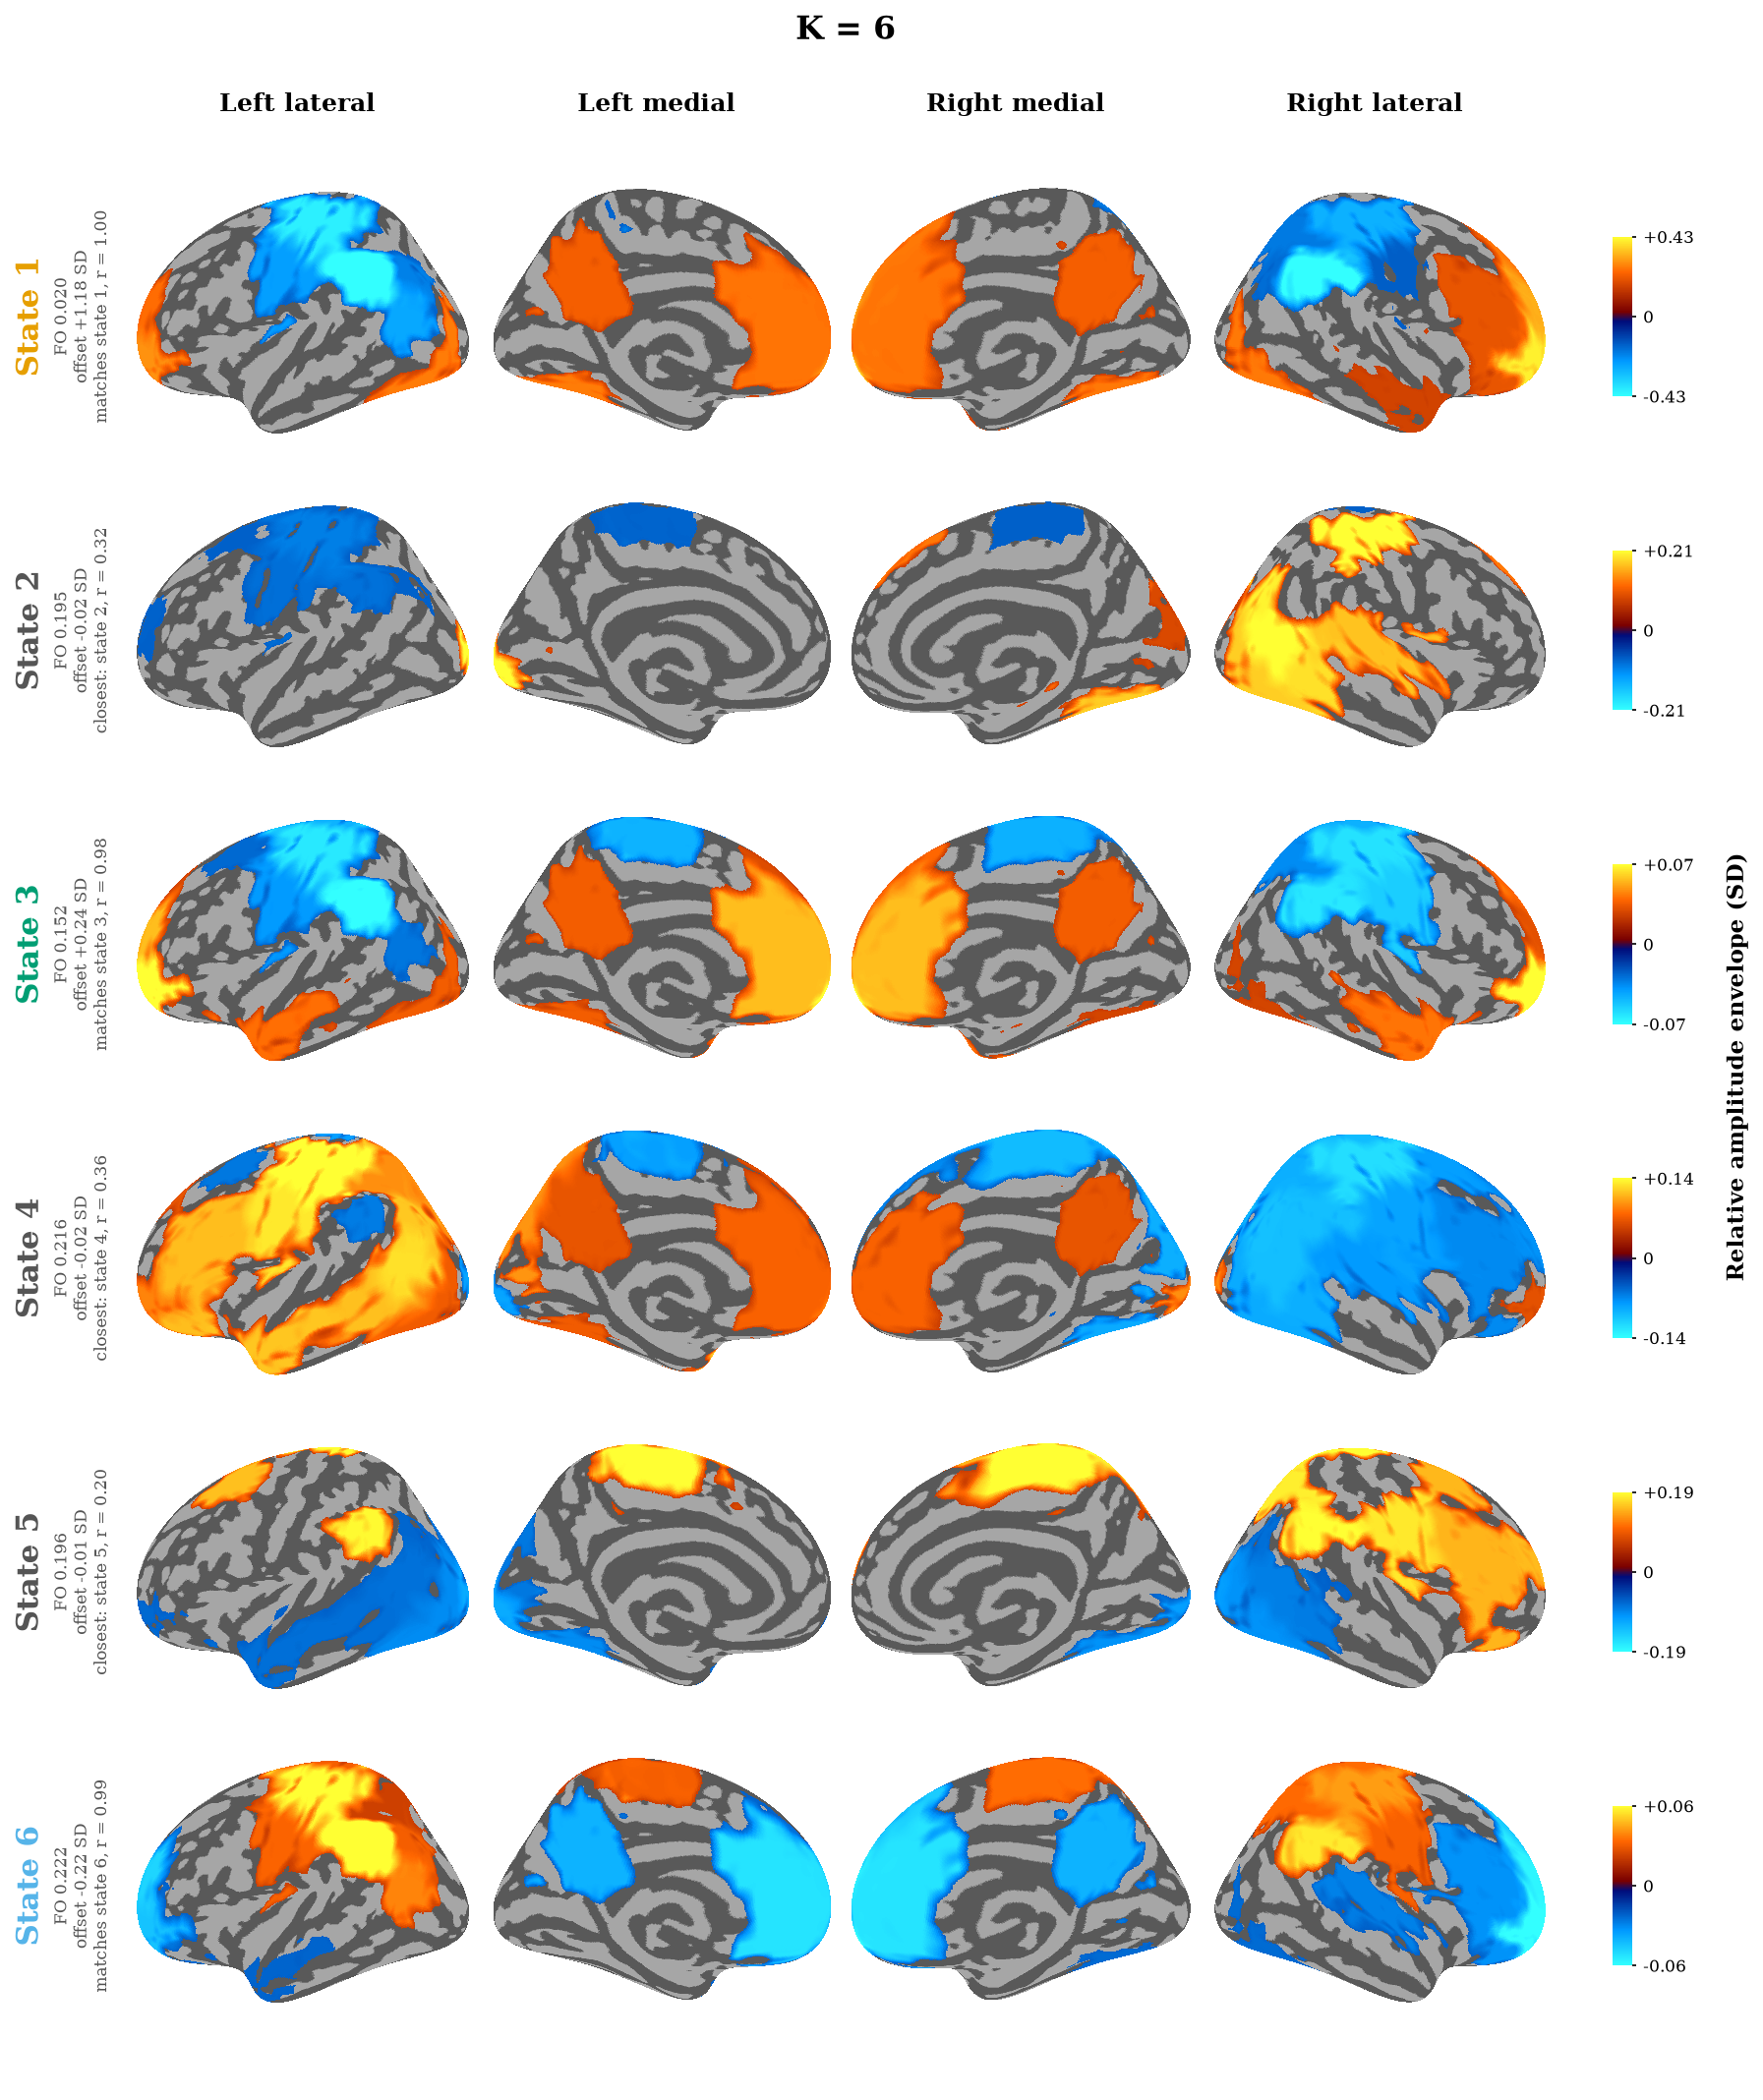 K = 6
Left lateral
Left medial
Right medial
Right lateral
State 1
FO 0.020
offset +1.18 SD
matches state 1, r = 1.00
+0.43
0
-0.43
State 2
FO 0.195
offset -0.02 SD
closest: state 2, r = 0.32
+0.21
0
-0.21
State 3
FO 0.152
offset +0.24 SD
matches state 3, r = 0.98
+0.07
0
-0.07
Relative amplitude envelope (SD)
State 4
FO 0.216
offset -0.02 SD
closest: state 4, r = 0.36
+0.14
0
-0.14
State 5
FO 0.196
offset -0.01 SD
closest: state 5, r = 0.20
+0.19
0
-0.19
State 6
FO 0.222
offset -0.22 SD
matches state 6, r = 0.99
+0.06
0
-0.06